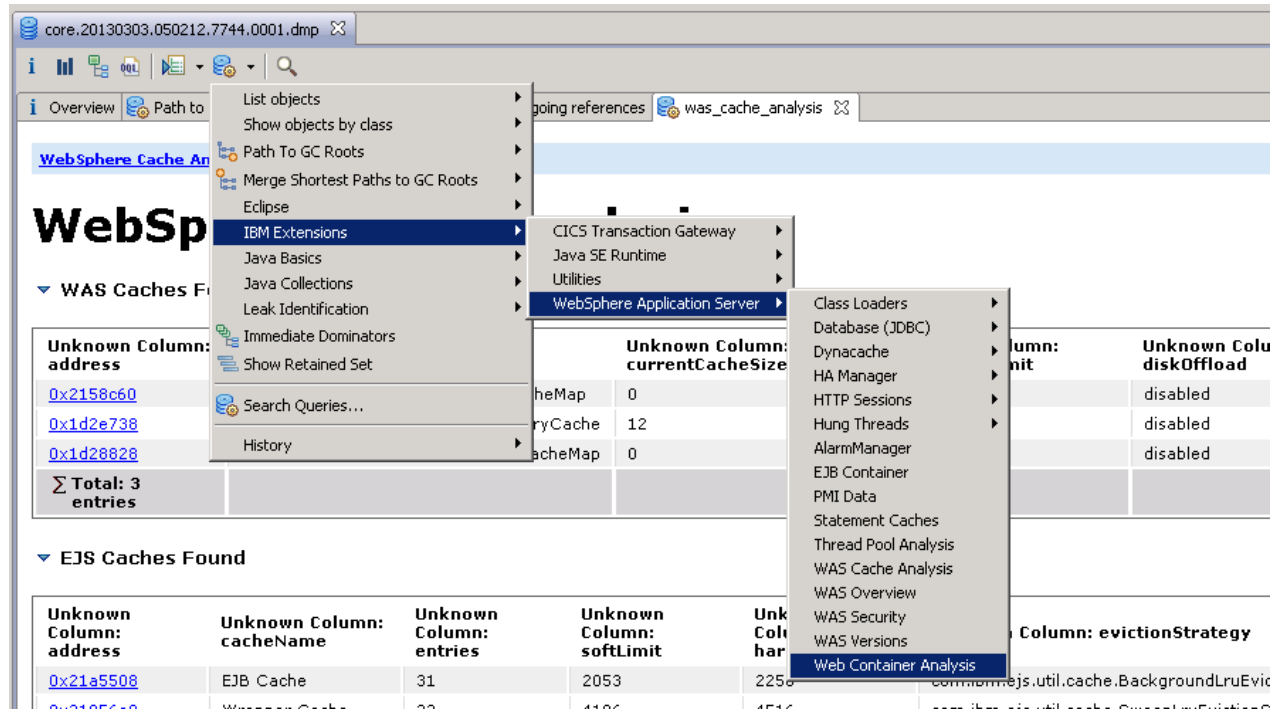 core.20130303.050212.7744.0001.dmp
i Overview Path to going references was_cache_analysis
WebSphere Cache An
WebSp
WAS Caches F
Unknown Column: address Unknown Column: currentCacheSize umn: nit Unknown Colu diskOffload
0x2158c60 heMap 0 disabled
0x1d2e738 ryCache 12 disabled
0x1d28828 acheMap 0 disabled
∑ Total: 3 entries
EJS Caches Found
Unknown Column: address Unknown Column: cacheName Unknown Column: entries Unknown Column: softLimit Unk Colu har Column: evictionStrategy
0x21a5508 EJB Cache 31 2053 2258 com.ibm.ejs.util.cache.BackgroundLruEvic
List objects
Show objects by class
Path To GC Roots
Merge Shortest Paths to GC Roots
Eclipse
IBM Extensions
Java Basics
Java Collections
Leak Identification
Immediate Dominators
Show Retained Set
Search Queries...
History
CICS Transaction Gateway
Java SE Runtime
Utilities
WebSphere Application Server
Class Loaders
Database (JDBC)
Dynacache
HA Manager
HTTP Sessions
Hung Threads
AlarmManager
EJB Container
PMI Data
Statement Caches
Thread Pool Analysis
WAS Cache Analysis
WAS Overview
WAS Security
WAS Versions
Web Container Analysis